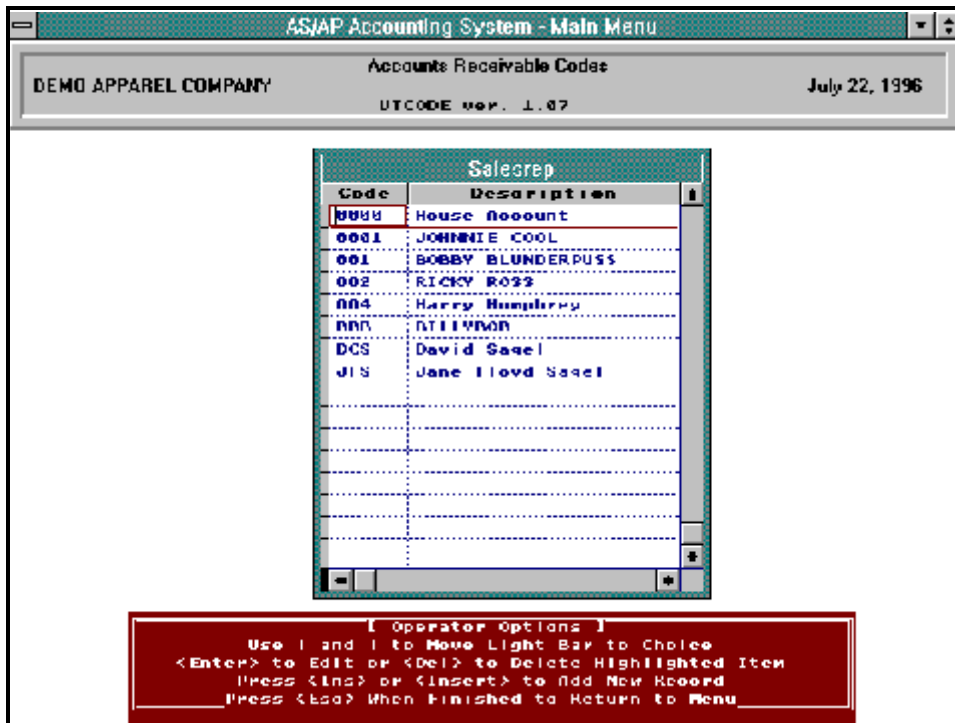 AS/AP Accounting System - Main Menu
DEMO APPAREL COMPANY
Accounts Receivable Codes
UTCODE ver. 1.07
July 22, 1996
Salesrep
Code Description
0000 House Account
0001 JOHNNIE COOL
001 BOBBY BLUNDERPUSS
002 RICKY ROSS
004 Harry Humphrey
BBB BILLYBOB
DCS David Sagel
JFS Jane Floyd Sagel
[ Operator Options ]
Use and to Move Light Bar to Choice
<Enter> to Edit or <Del> to Delete Highlighted Item
Press <Ins> or <Insert> to Add New Record
Press <Esc> When Finished to Return to Menu